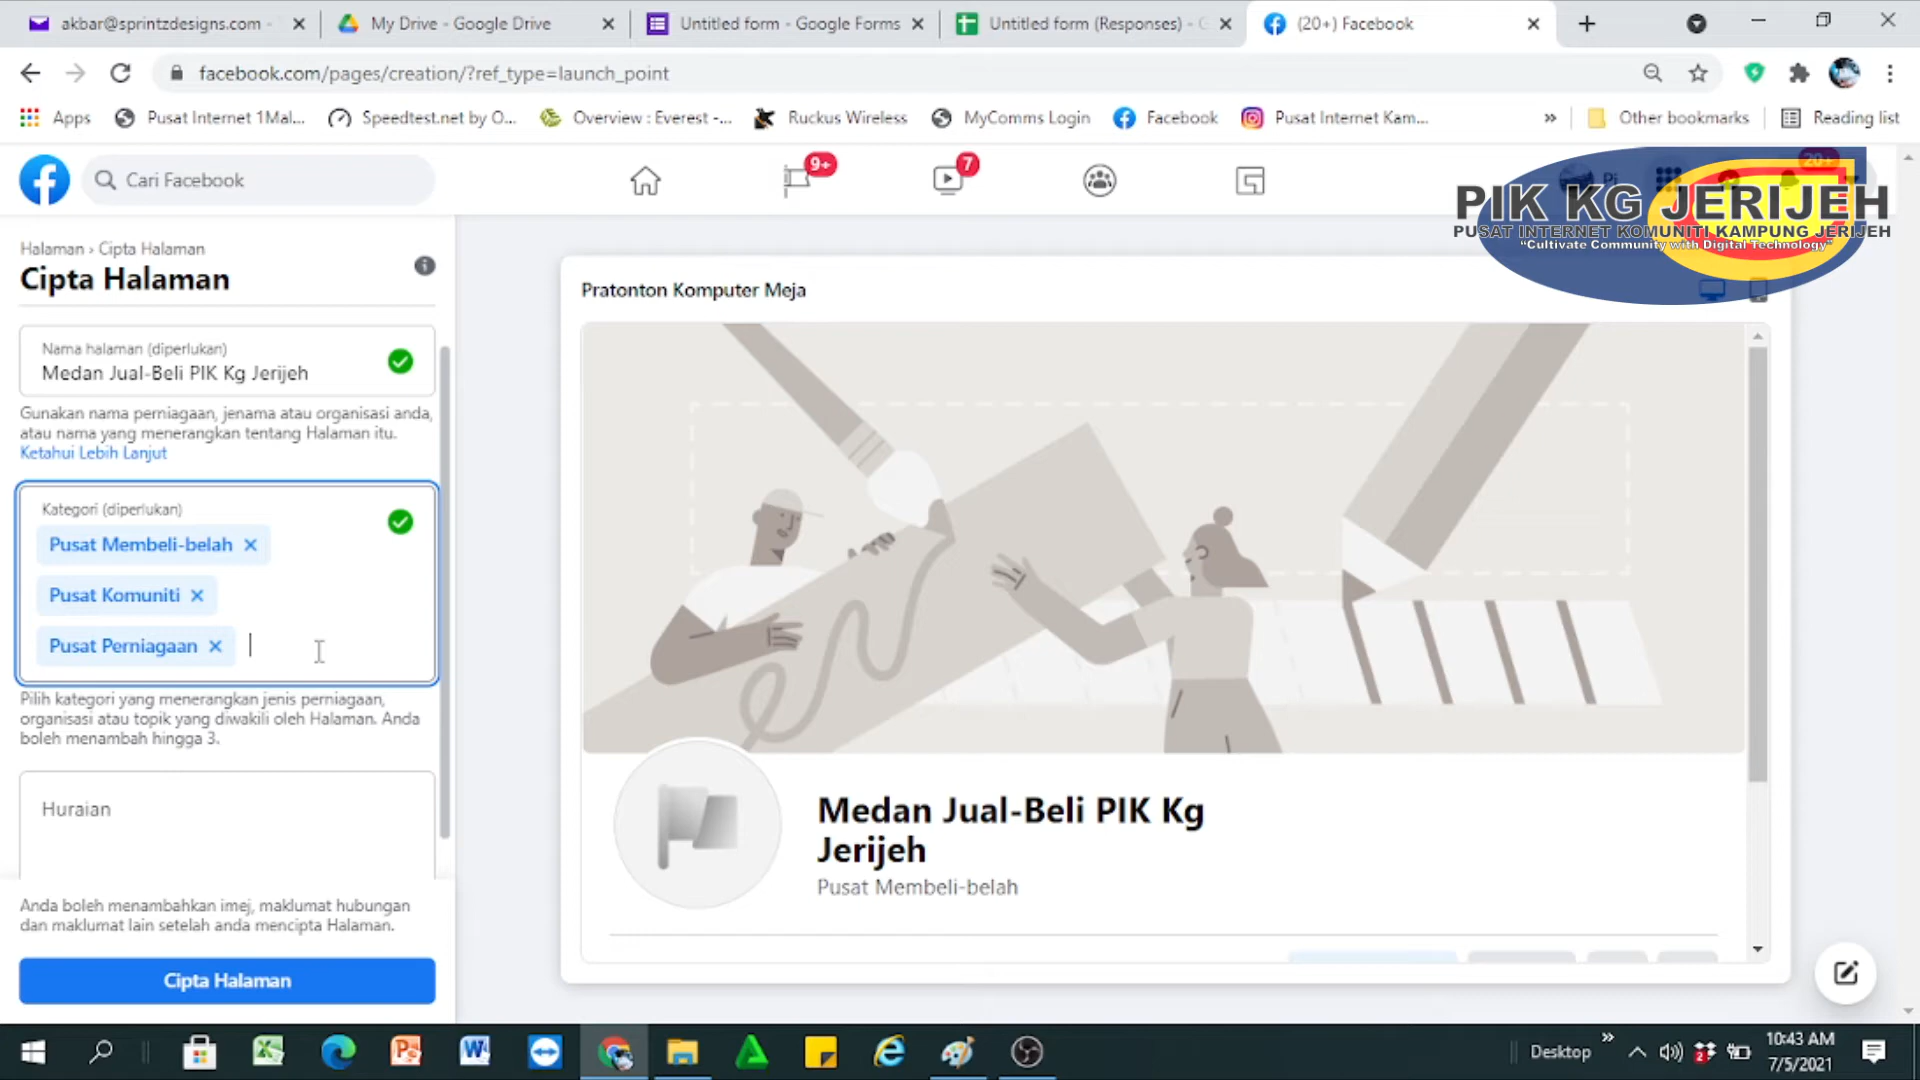 akbar@sprintzdesigns.com -
My Drive - Google Drive
Untitled form - Google Forms
Untitled form (Responses) - G
(20+) Facebook
facebook.com/pages/creation/?ref_type=launch_point
Apps
Pusat Internet 1Mal...
Speedtest.net by O...
Overview : Everest -...
Ruckus Wireless
MyComms Login
Facebook
Pusat Internet Kam...
»
Other bookmarks
Reading list
Cari Facebook
9+
7
20+
Pi
PIK KG JERIJEH
PUSAT INTERNET KOMUNITI KAMPUNG JERIJEH
"Cultivate Community with Digital Technology"
Halaman › Cipta Halaman
Cipta Halaman
Nama halaman (diperlukan)
Medan Jual-Beli PIK Kg Jerijeh
Gunakan nama perniagaan, jenama atau organisasi anda,
atau nama yang menerangkan tentang Halaman itu.
Ketahui Lebih Lanjut
Kategori (diperlukan)
Pusat Membeli-belah
Pusat Komuniti
Pusat Perniagaan
Pilih kategori yang menerangkan jenis perniagaan,
organisasi atau topik yang diwakili oleh Halaman. Anda
boleh menambah hingga 3.
Huraian
Anda boleh menambahkan imej, maklumat hubungan
dan maklumat lain setelah anda mencipta Halaman.
Cipta Halaman
Pratonton Komputer Meja
Medan Jual-Beli PIK Kg
Jerijeh
Pusat Membeli-belah
Desktop
»
10:43 AM
7/5/2021